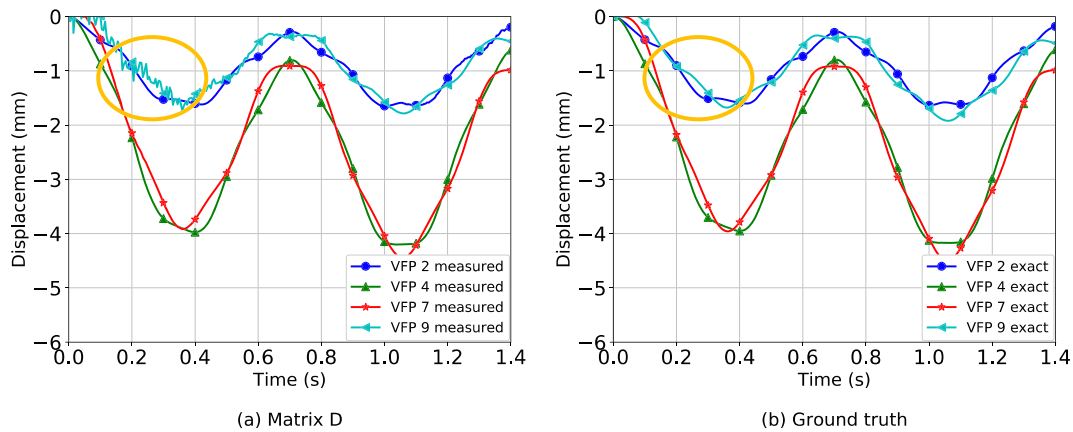 0
−1
−2
−3
−4
−5
−6
Displacement (mm)
0.0 0.2 0.4 0.6 0.8 1.0 1.2 1.4
Time (s)
VFP 2 measured
VFP 4 measured
VFP 7 measured
VFP 9 measured
(a) Matrix D
0
−1
−2
−3
−4
−5
−6
Displacement (mm)
0.0 0.2 0.4 0.6 0.8 1.0 1.2 1.4
Time (s)
VFP 2 exact
VFP 4 exact
VFP 7 exact
VFP 9 exact
(b) Ground truth